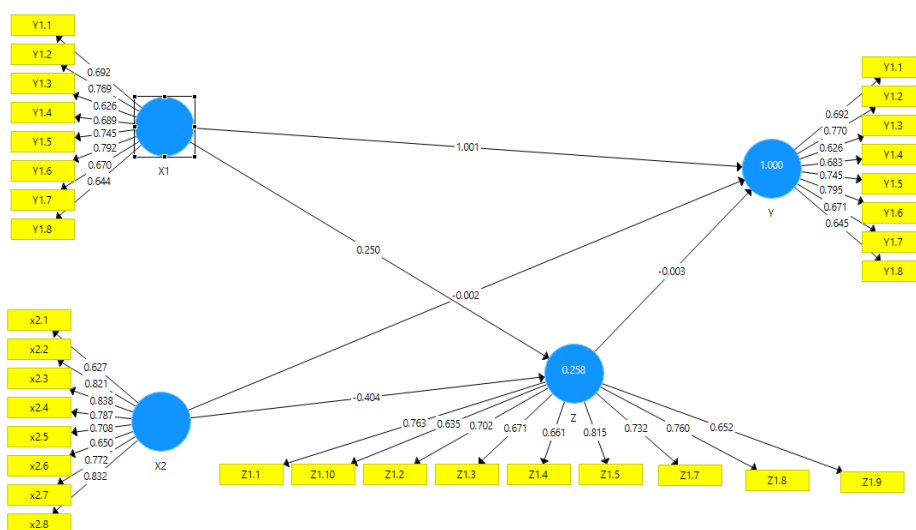 Y1.1
Y1.2
Y1.3
Y1.4
Y1.5
Y1.6
Y1.7
Y1.8
0.692
0.769
0.626
0.689
0.745
0.792
0.670
0.644
X1
1.001
0.250
-0.002
-0.003
-0.404
1.000
Y
0.692
0.770
0.626
0.683
0.745
0.795
0.671
0.645
Y1.1
Y1.2
Y1.3
Y1.4
Y1.5
Y1.6
Y1.7
Y1.8
x2.1
x2.2
x2.3
x2.4
x2.5
x2.6
x2.7
x2.8
0.627
0.821
0.838
0.787
0.708
0.650
0.772
0.832
X2
0.258
Z
0.763
0.635
0.702
0.671
0.661
0.815
0.732
0.760
0.652
Z1.1
Z1.10
Z1.2
Z1.3
Z1.4
Z1.5
Z1.7
Z1.8
Z1.9